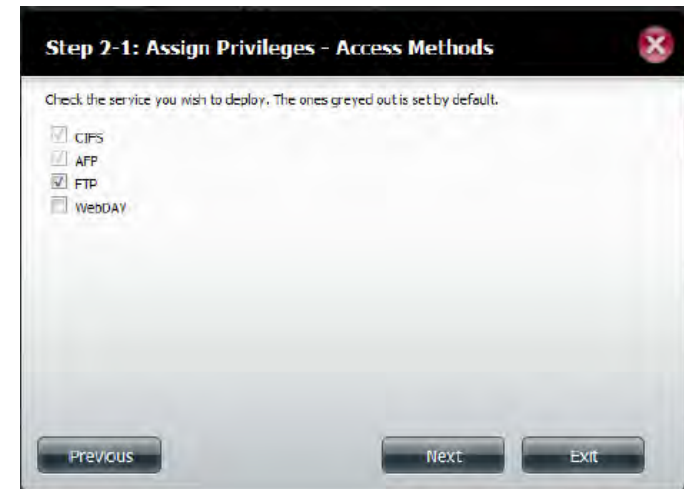 Step 2-1: Assign Privileges - Access Methods
Check the service you wish to deploy. The ones greyed out is set by default.
CIFS
AFP
FTP
WebDAV
Previous
Next
Exit